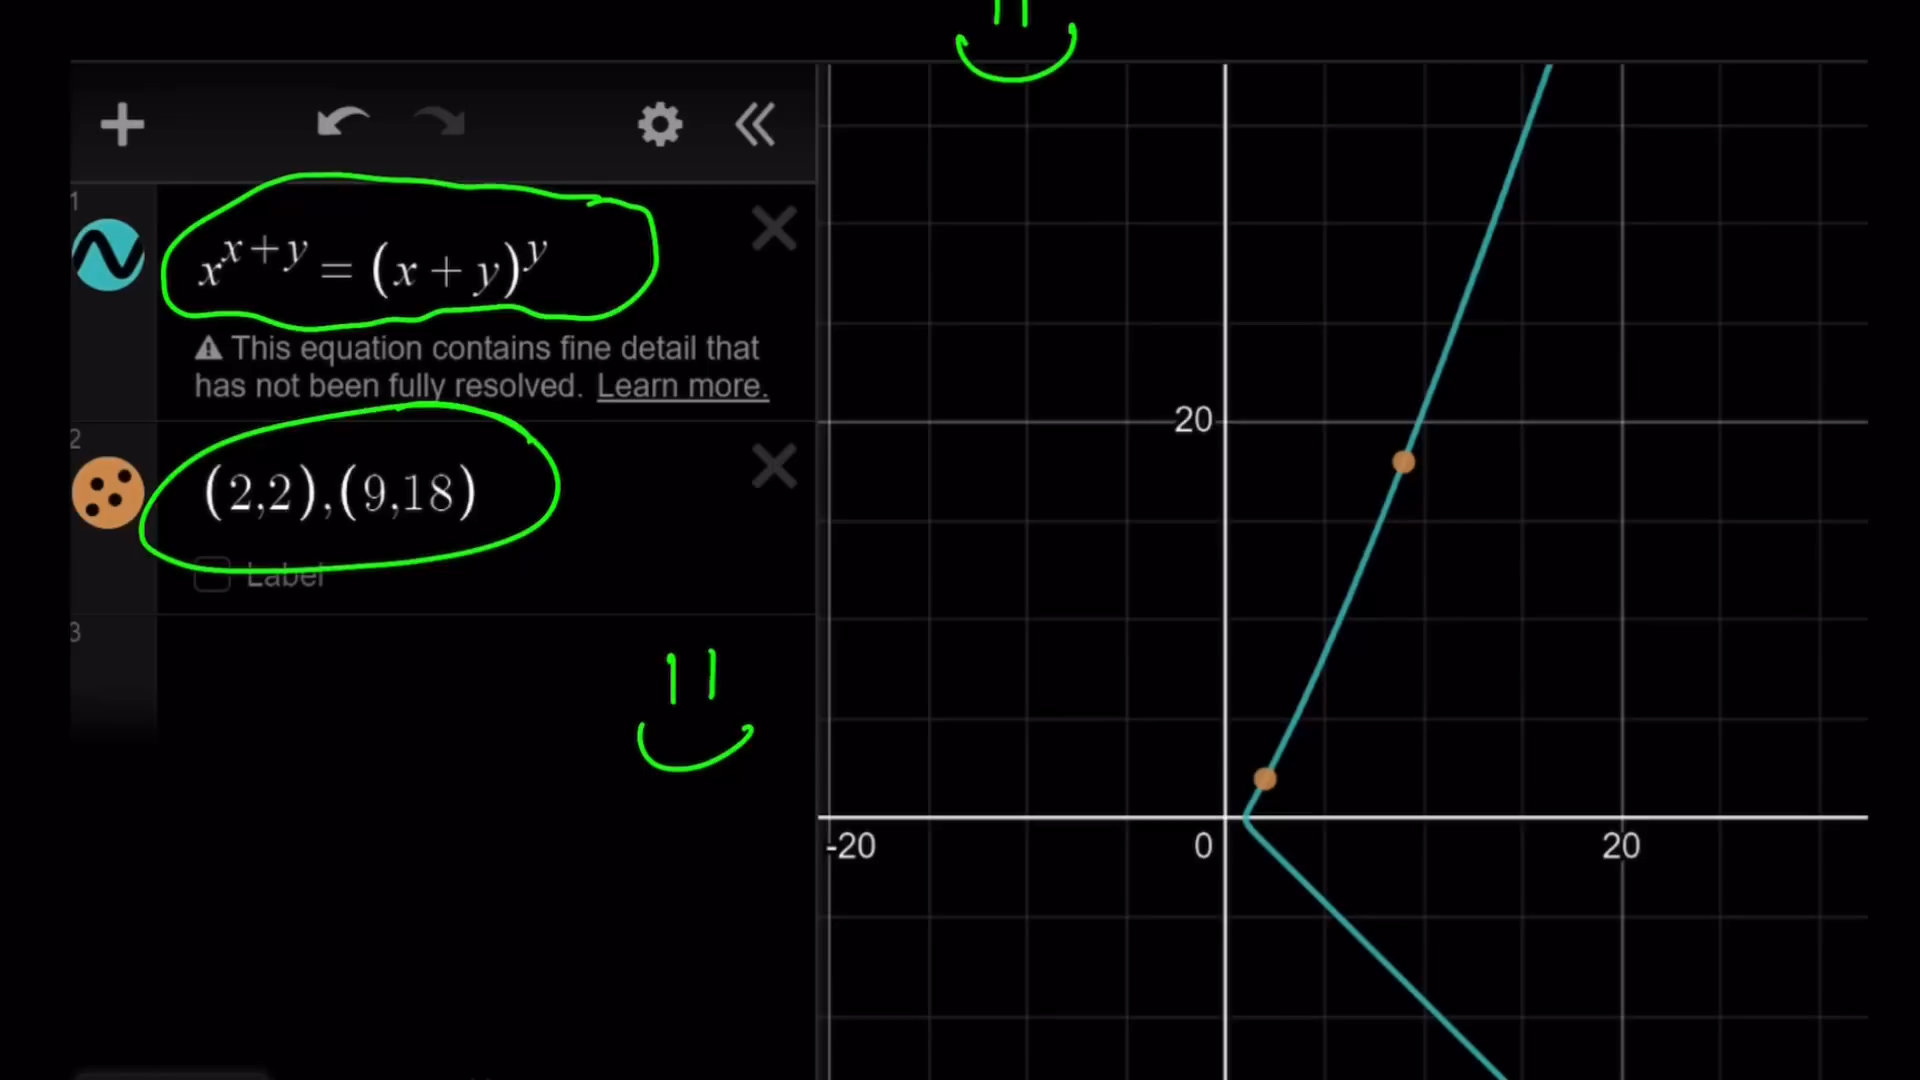 1
x^{x+y} = (x + y)^y
This equation contains fine detail that
has not been fully resolved. Learn more.
2
(2,2),(9,18)
Label
3
20
-20
0
20